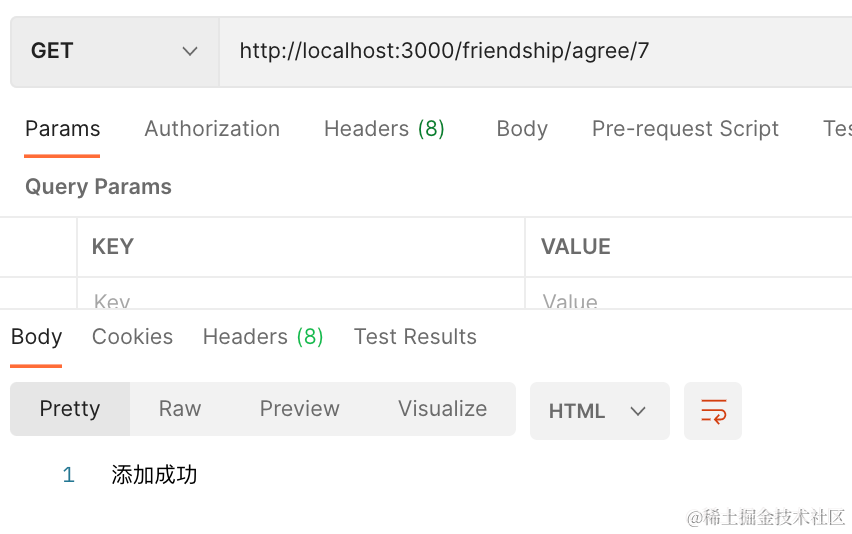 GET http://localhost:3000/friendship/agree/7
Params Authorization Headers (8) Body Pre-request Script Tes
Query Params
KEY VALUE
Key Value
Body Cookies Headers (8) Test Results
Pretty Raw Preview Visualize HTML
1 添加成功
@稀土掘金技术社区